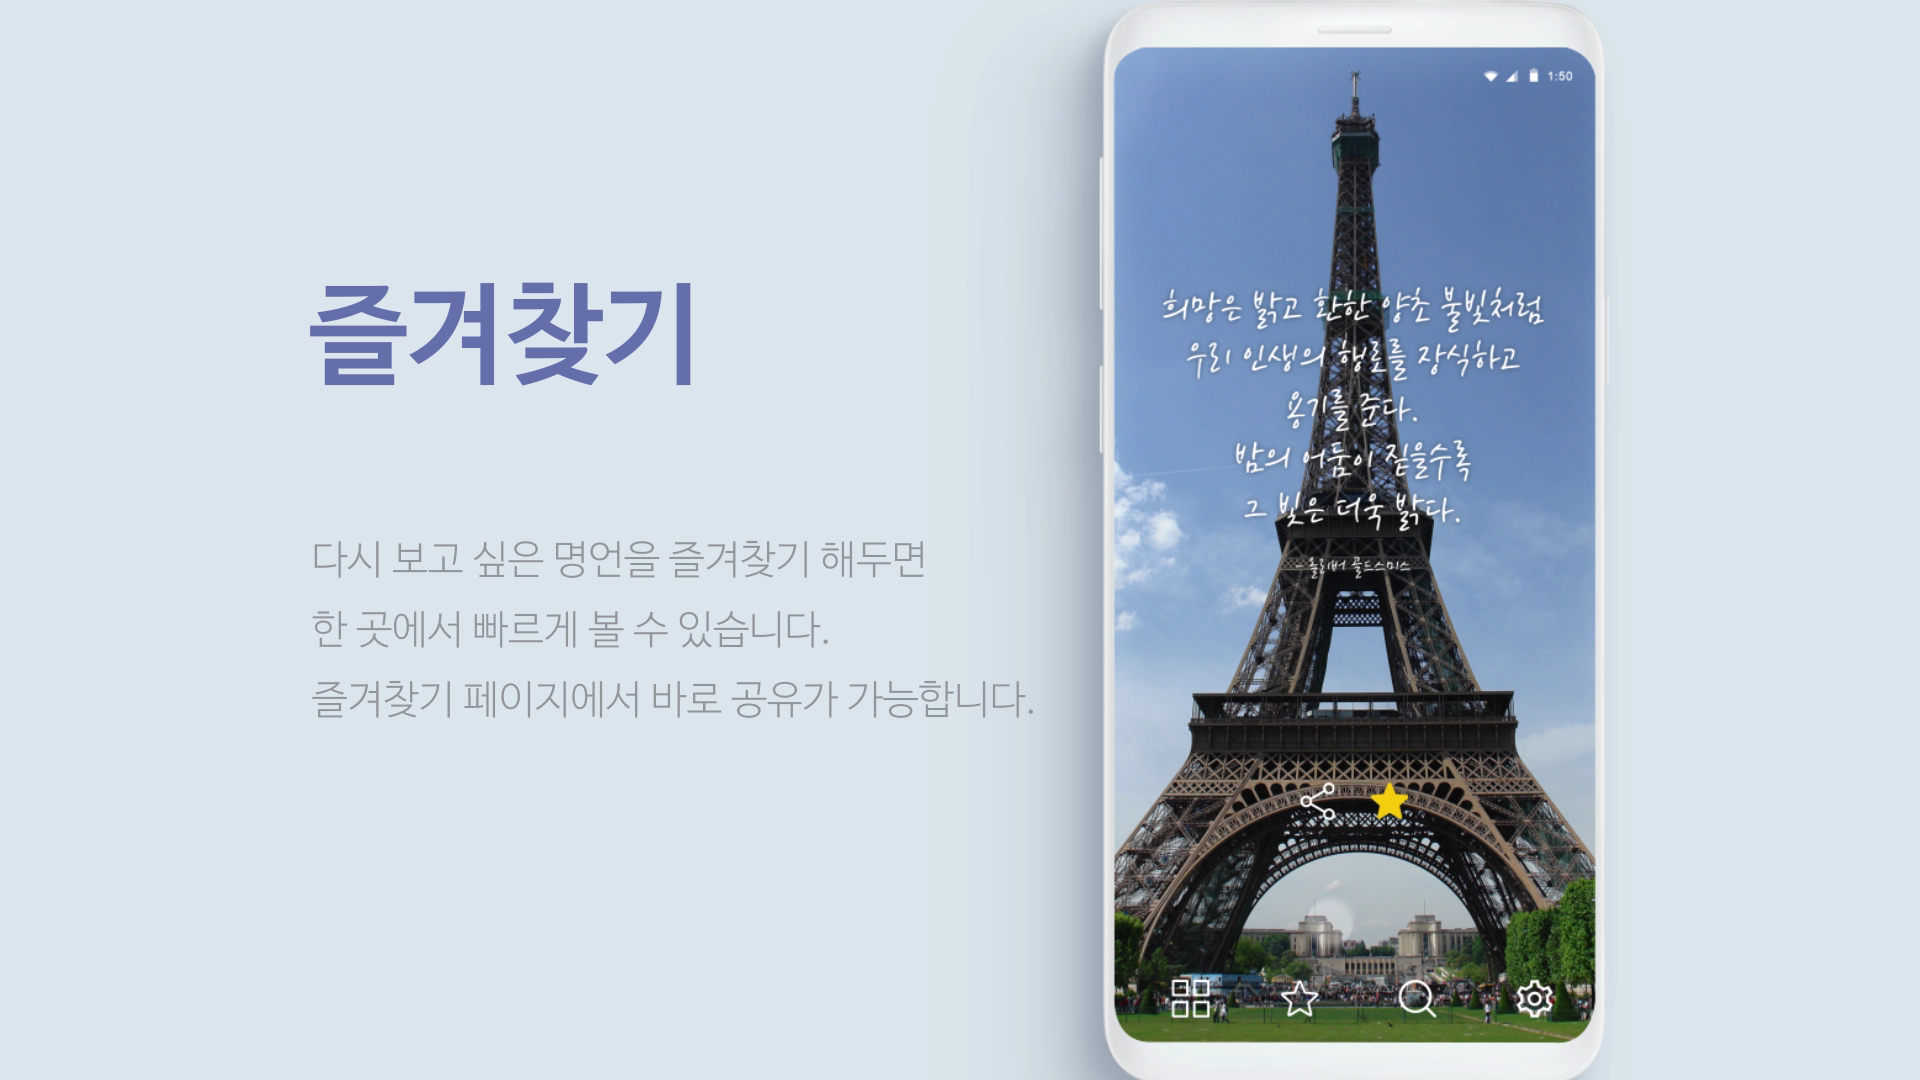 즐겨찾기
다시 보고 싶은 명언을 즐겨찾기 해두면
한 곳에서 빠르게 볼 수 있습니다.
즐겨찾기 페이지에서 바로 공유가 가능합니다.
1:50
희망은 밝고 환한 양초 불빛처럼
우리 인생의 행로를 장식하고
용기를 준다.
밤의 어둠이 짙을수록
그 빛은 더욱 밝다.
- 올리버 골드스미스